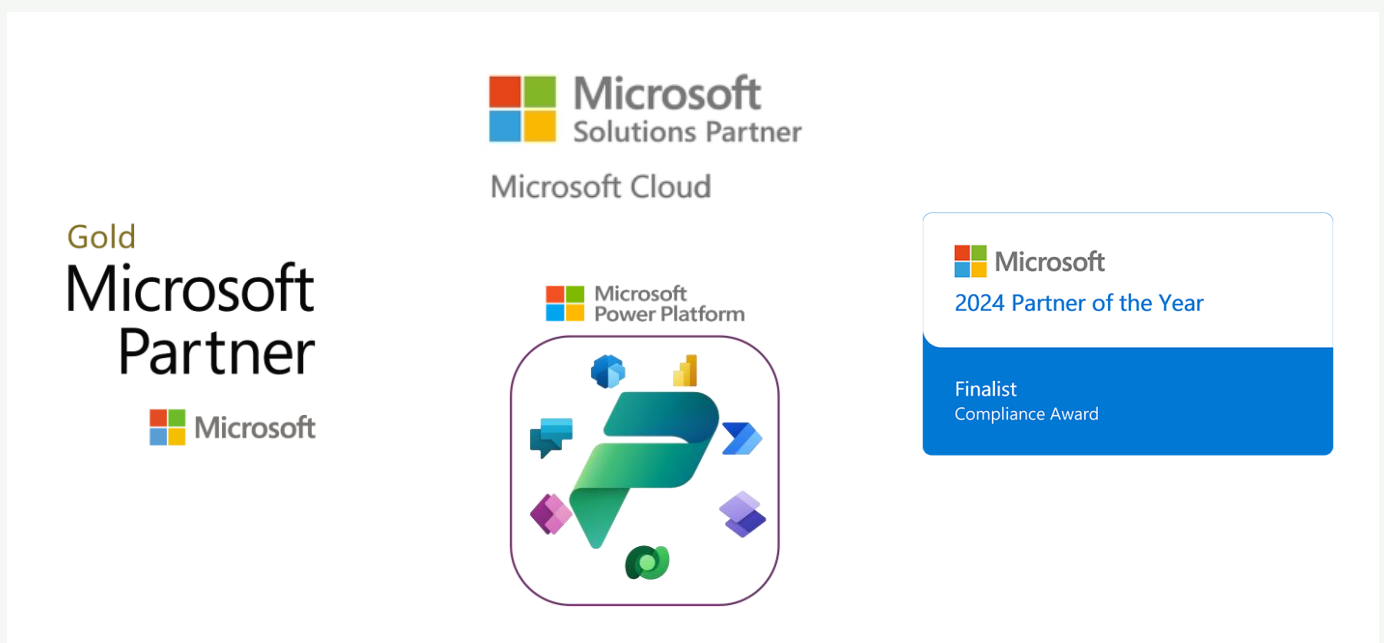 Gold
Microsoft
Partner
Microsoft
Microsoft
Solutions Partner
Microsoft Cloud
Microsoft
Power Platform
Microsoft
2024 Partner of the Year
Finalist
Compliance Award